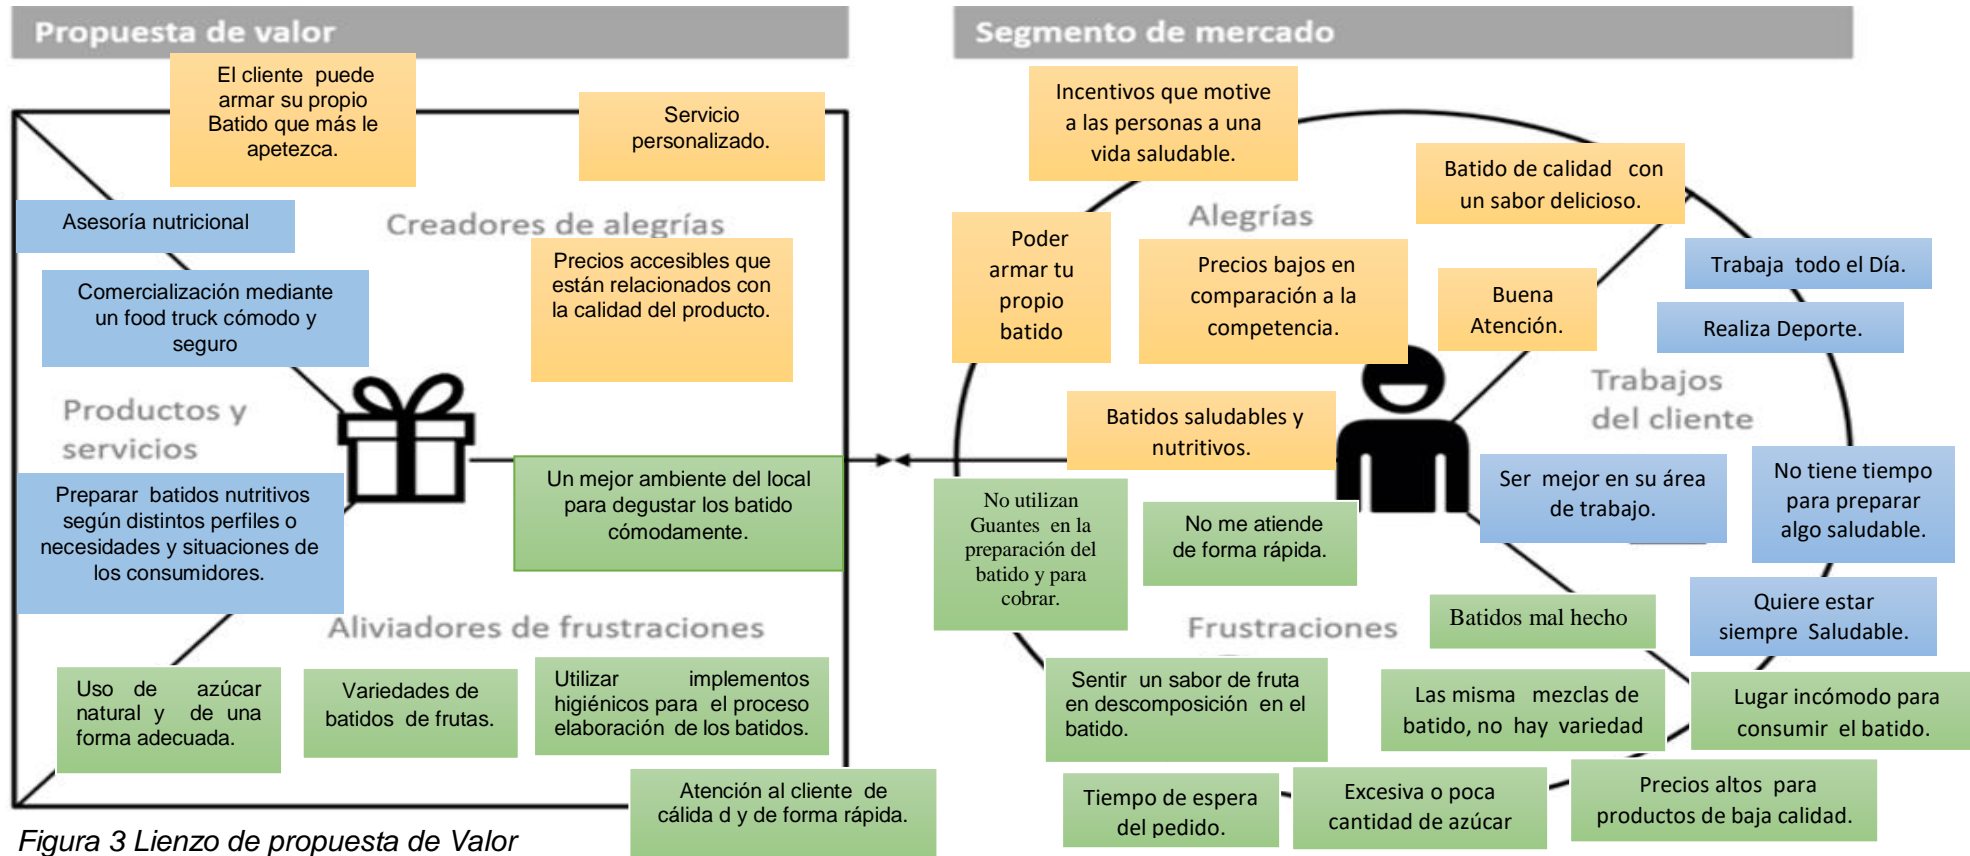 Propuesta de valor
El cliente puede
armar su propio
Batido que más le
apetezca.
Servicio
personalizado.
Asesoría nutricional
Creadores de alegrías
Comercialización mediante
un food truck cómodo y
seguro
Precios accesibles que
están relacionados con
la calidad del producto.
Productos y
servicios
Preparar batidos nutritivos
según distintos perfiles o
necesidades y situaciones de
los consumidores.
Un mejor ambiente del local
para degustar los batido
cómodamente.
Aliviadores de frustraciones
Uso de azúcar
natural y de una
forma adecuada.
Variedades de
batidos de frutas.
Utilizar implementos
higiénicos para el proceso
elaboración de los batidos.
Atención al cliente de
cálida d y de forma rápida.
Segmento de mercado
Incentivos que motive
a las personas a una
vida saludable.
Batido de calidad con
un sabor delicioso.
Alegrías
Poder
armar tu
propio
batido
Precios bajos en
comparación a la
competencia.
Buena
Atención.
Trabaja todo el Día.
Realiza Deporte.
Trabajos
del cliente
Batidos saludables y
nutritivos.
Ser mejor en su área
de trabajo.
No tiene tiempo
para preparar
algo saludable.
Quiere estar
siempre Saludable.
No utilizan
Guantes en la
preparación del
batido y para
cobrar.
No me atiende
de forma rápida.
Frustraciones
Batidos mal hecho
Sentir un sabor de fruta
en descomposición en el
batido.
Las misma mezclas de
batido, no hay variedad
Lugar incómodo para
consumir el batido.
Tiempo de espera
del pedido.
Excesiva o poca
cantidad de azúcar
Precios altos para
productos de baja calidad.
Figura 3 Lienzo de propuesta de Valor